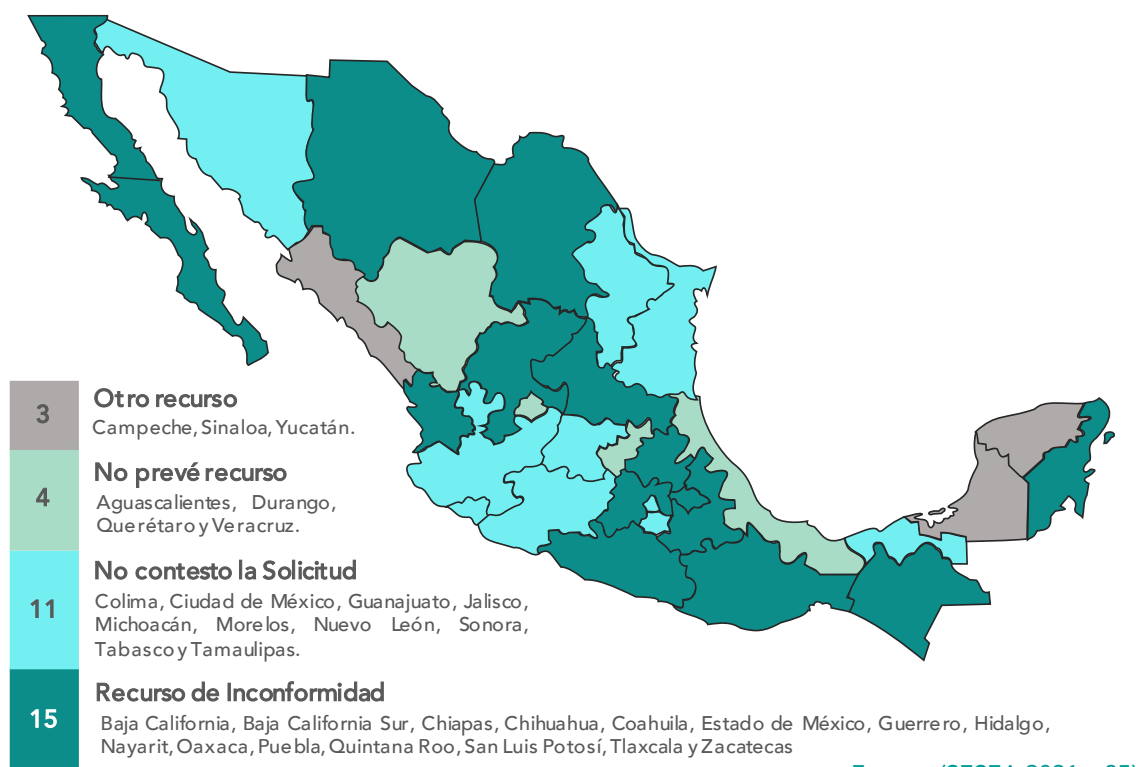 3
Otro recurso
Campeche, Sinaloa, Yucatán.
4
No prevé recurso
Aguascalientes, Durango,
Querétaro y Veracruz.
11
No contesto la Solicitud
Colima, Ciudad de México, Guanajuato, Jalisco,
Michoacán, Morelos, Nuevo León, Sonora,
Tabasco y Tamaulipas.
15
Recurso de Inconformidad
Baja California, Baja California Sur, Chiapas, Chihuahua, Coahuila, Estado de México, Guerrero, Hidalgo,
Nayarit, Oaxaca, Puebla, Quintana Roo, San Luis Potosí, Tlaxcala y Zacatecas